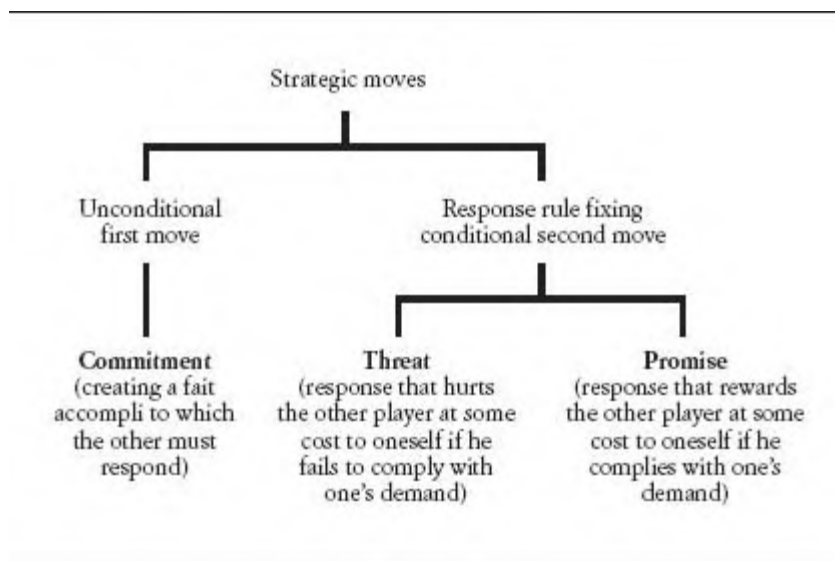 Strategic moves
Unconditional
first move
Response rule fixing
conditional second move
Commitment
(creating a fait
accompli to which
the other must
respond)
Threat
(response that hurts
the other player at some
cost to oneself if he
fails to comply with
one's demand)
Promise
(response that rewards
the other player at some
cost to oneself if he
complies with one's
demand)